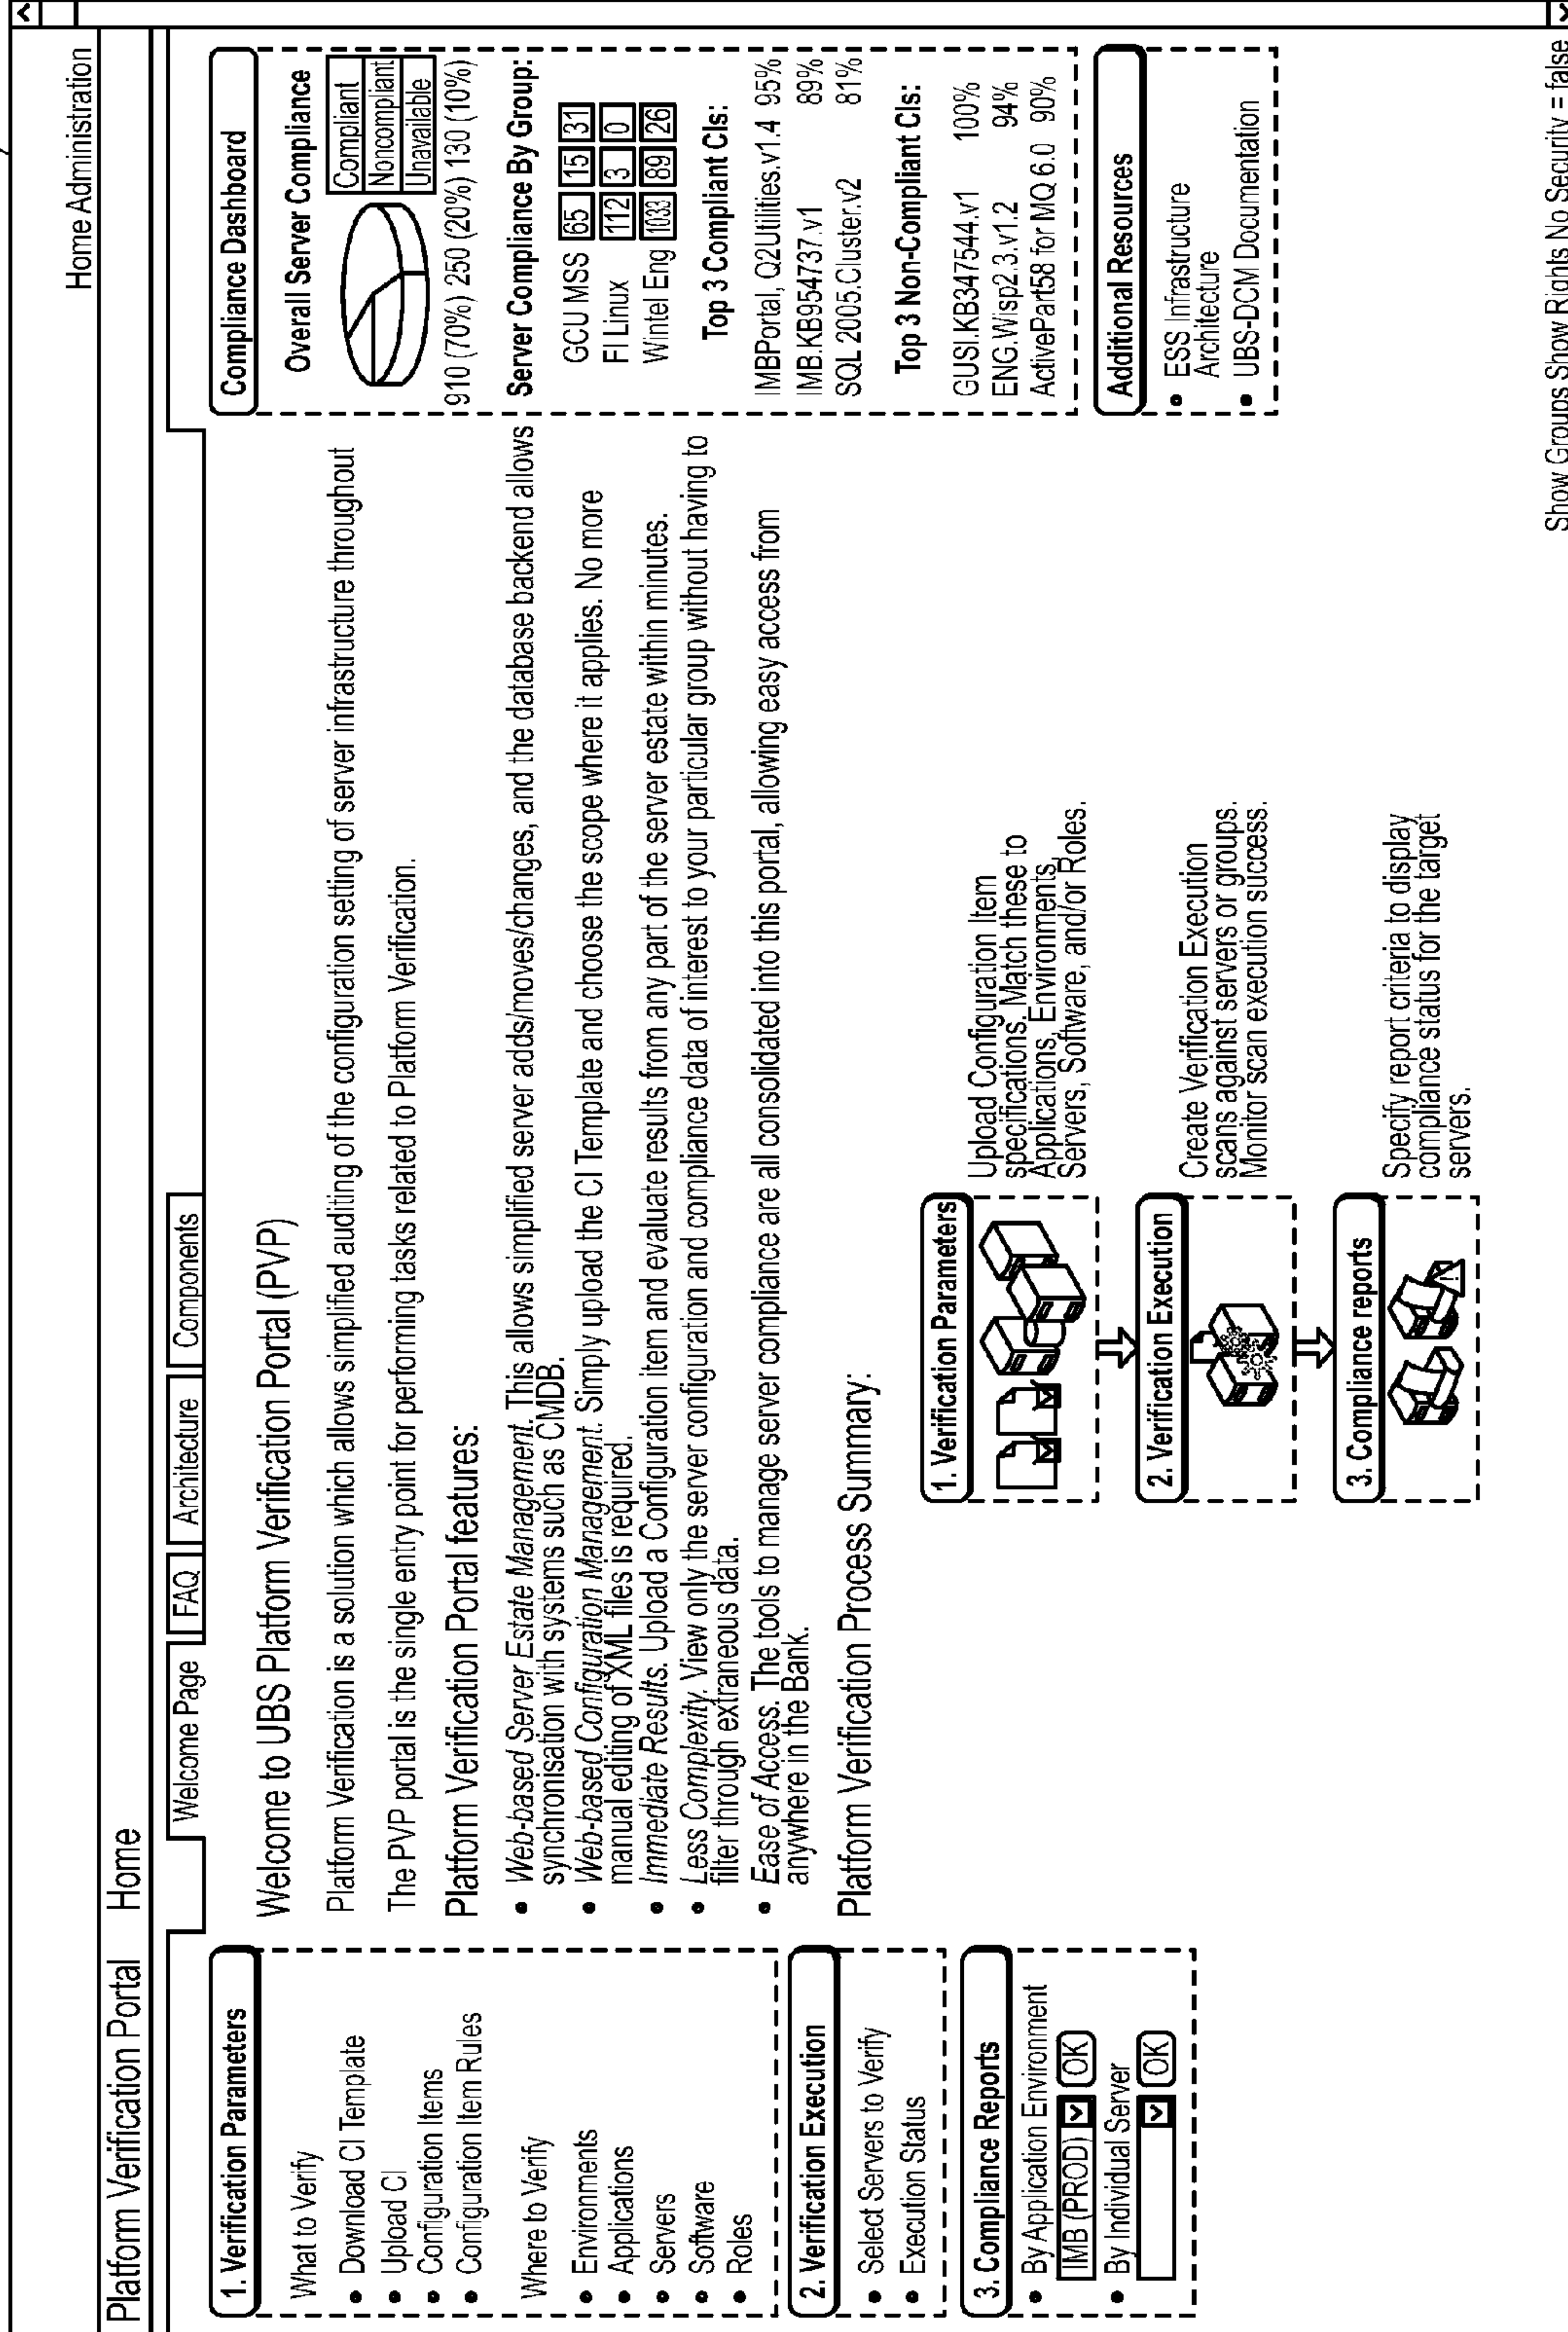 Home Administration
Platform Verification Portal Home
Welcome Page FAQ Architecture Components
1. Verification Parameters
What to Verify
• Download CI Template
• Upload CI
• Configuration Items
• Configuration Item Rules
Where to Verify
• Environments
• Applications
• Servers
• Software
• Roles
2. Verification Execution
• Select Servers to Verify
• Execution Status
3. Compliance Reports
• By Application Environment
IMB (PROD) OK
• By Individual Server
OK
Welcome to UBS Platform Verification Portal (PVP)
Platform Verification is a solution which allows simplified auditing of the configuration setting of server infrastructure throughout
The PVP portal is the single entry point for performing tasks related to Platform Verification.
Platform Verification Portal features:
• Web-based Server Estate Management. This allows simplified server adds/moves/changes, and the database backend allows
synchronisation with systems such as CMDB.
• Web-based Configuration Management. Simply upload the CI Template and choose the scope where it applies. No more
manual editing of XML files is required.
• Immediate Results. Upload a Configuration item and evaluate results from any part of the server estate within minutes.
• Less Complexity. View only the server configuration and compliance data of interest to your particular group without having to
filter through extraneous data.
• Ease of Access. The tools to manage server compliance are all consolidated into this portal, allowing easy access from
anywhere in the Bank.
Platform Verification Process Summary:
1. Verification Parameters
Upload Configuration Item
specifications. Match these to
Applications, Environments,
Servers, Software, and/or Roles.
2. Verification Execution
Create Verification Execution
scans against servers or groups.
Monitor scan execution success.
3. Compliance reports
Specify report criteria to display
compliance status for the target
servers.
Compliance Dashboard
Overall Server Compliance
Compliant
Noncompliant
Unavailable
910 (70%) 250 (20%) 130 (10%)
Server Compliance By Group:
GCU MSS 65 15 31
FI Linux 112 3 0
Wintel Eng 1033 89 26
Top 3 Compliant CIs:
IMBPortal, Q2Utilities.v1.4 95%
IMB.KB954737.v1 89%
SQL 2005.Cluster.v2 81%
Top 3 Non-Compliant CIs:
GUSI.KB347544.v1 100%
ENG.Wisp2.3.v1.2 94%
ActivePart58 for MQ 6.0 90%
Additional Resources
• ESS Infrastructure
Architecture
• UBS-DCM Documentation
Show Groups Show Rights No Security = false